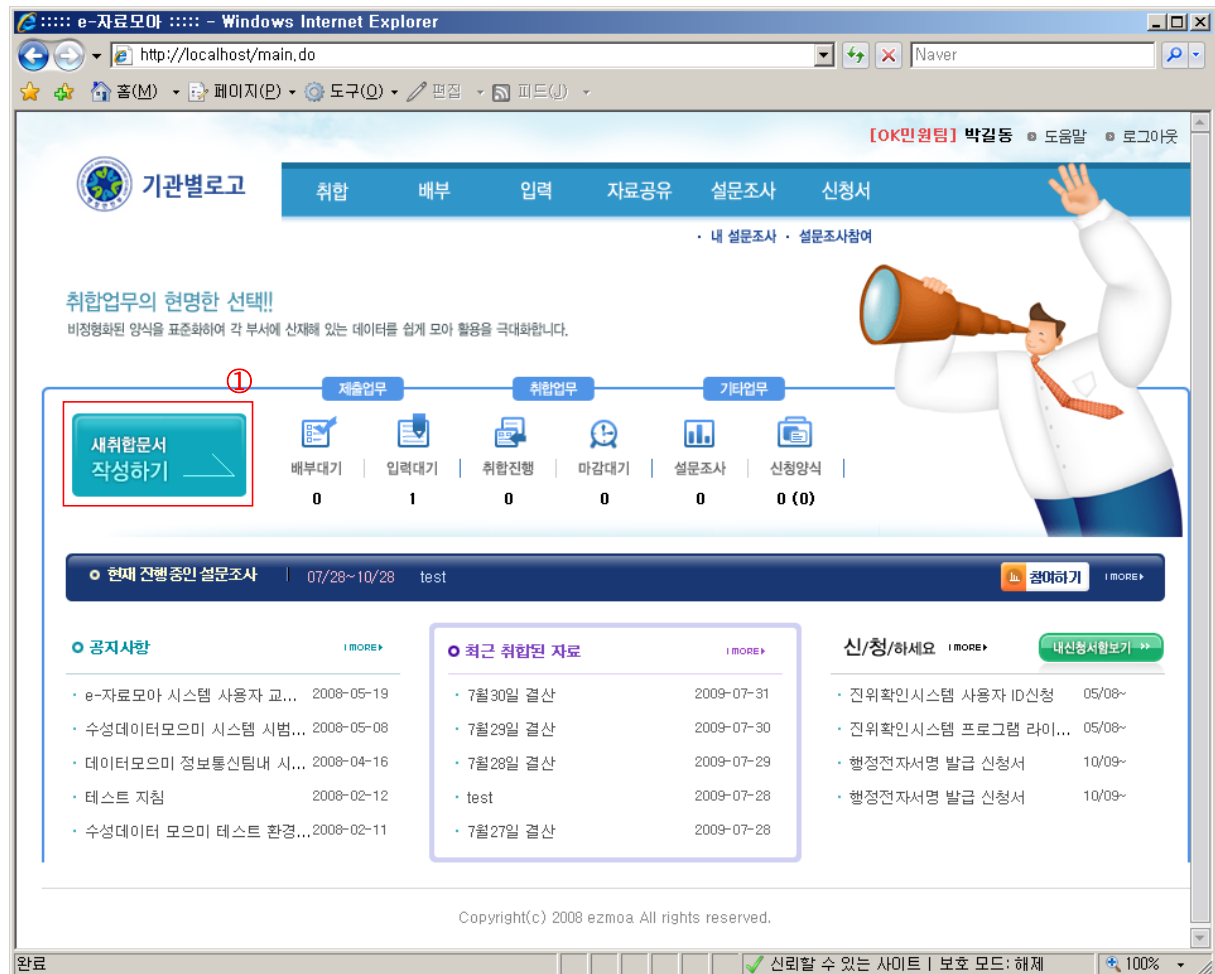 ::::: e-자료모아 ::::: - Windows Internet Explorer
http://localhost/main.do
Naver
홈(M) 페이지(P) 도구(O) 편집 피드(J)
[OK민원팀] 박길동 도움말 로그아웃
기관별로고 취합 배부 입력 자료공유 설문조사 신청서
· 내 설문조사 · 설문조사참여
취합업무의 현명한 선택!!
비정형화된 양식을 표준화하여 각 부서에 산재해 있는 데이터를 쉽게 모아 활용을 극대화합니다.
①
제출업무 취합업무 기타업무
새취합문서
작성하기
배부대기 입력대기 취합진행 마감대기 설문조사 신청양식
0 1 0 0 0 0 (0)
현재 진행중인 설문조사 07/28~10/28 test 참여하기 MORE
공지사항 MORE
· e-자료모아 시스템 사용자 교... 2008-05-19
· 수성데이터모으미 시스템 시범... 2008-05-08
· 데이터모으미 정보통신팀내 시... 2008-04-16
· 테스트 지침 2008-02-12
· 수성데이터 모으미 테스트 환경... 2008-02-11
최근 취합된 자료 MORE
· 7월30일 결산 2009-07-31
· 7월29일 결산 2009-07-30
· 7월28일 결산 2009-07-29
· test 2009-07-28
· 7월27일 결산 2009-07-28
신/청/하세요 MORE 내신청서함보기
· 진위확인시스템 사용자 ID신청 05/08~
· 진위확인시스템 프로그램 라이... 05/08~
· 행정전자서명 발급 신청서 10/09~
· 행정전자서명 발급 신청서 10/09~
Copyright(c) 2008 ezmoa All rights reserved.
완료 신뢰할 수 있는 사이트 | 보호 모드: 해제 100%